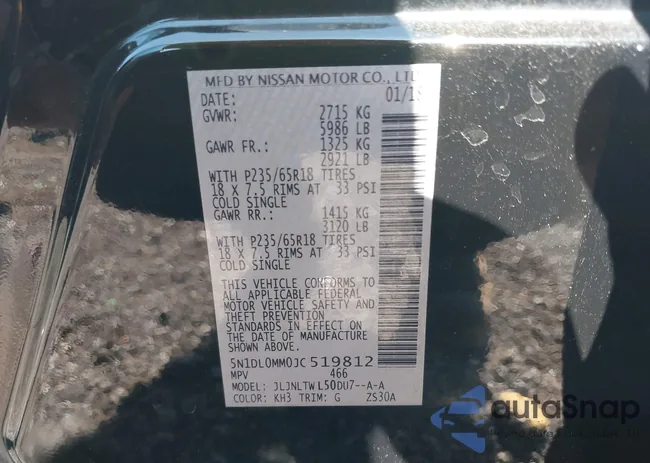 MFD BY NISSAN MOTOR CO., LTD
DATE: 01/18
GVWR: 2715 KG
5986 LB
GAWR FR.: 1325 KG
2921 LB
WITH P235/65R18 TIRES
18 X 7.5 RIMS AT 33 PSI
COLD SINGLE
GAWR RR.: 1415 KG
3120 LB
WITH P235/65R18 TIRES
18 X 7.5 RIMS AT 33 PSI
COLD SINGLE
THIS VEHICLE CONFORMS TO
ALL APPLICABLE FEDERAL
MOTOR VEHICLE SAFETY AND
THEFT PREVENTION
STANDARDS IN EFFECT ON
THE DATE OF MANUFACTURE
SHOWN ABOVE.
5N1DL0MM0JC519812
MPV 466
MODEL: JLJNLTWL50DU7--A-A
COLOR: KH3 TRIM: G ZS30A
autoSnap